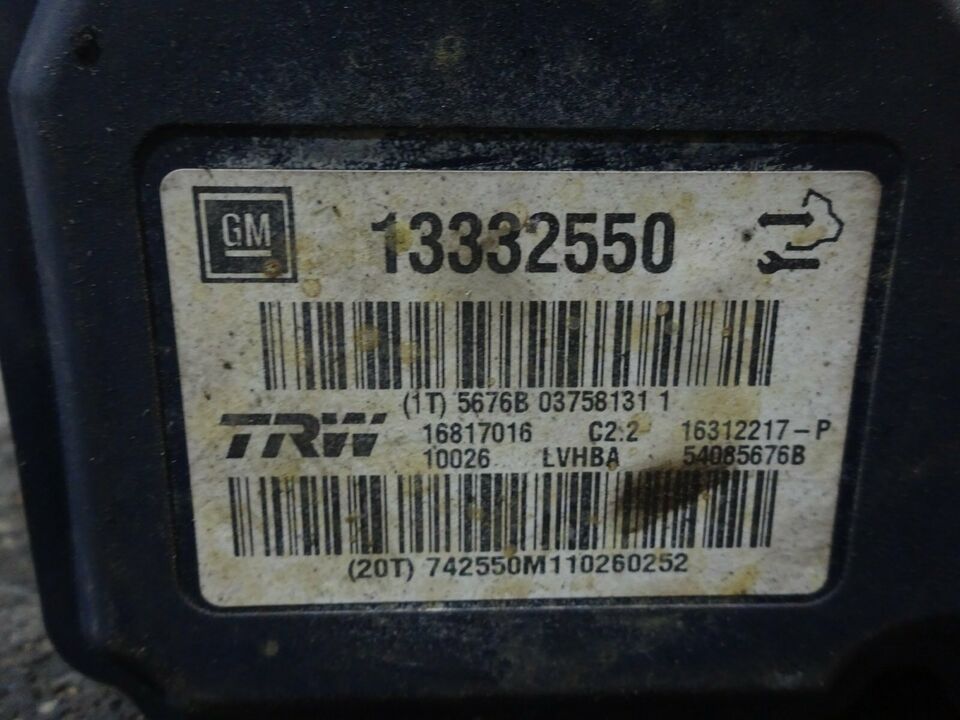 GM 13332550
(1T) 5676B 03758131 1
TRW 16817016 C2.2 16312217-P
10026 LVHBA 54085676B
(20T) 742550M110260252